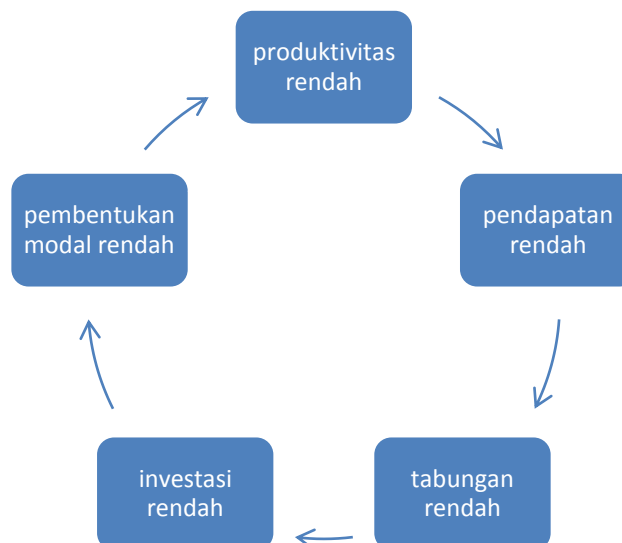 produktivitas
rendah
pendapatan
rendah
tabungan
rendah
investasi
rendah
pembentukan
modal rendah